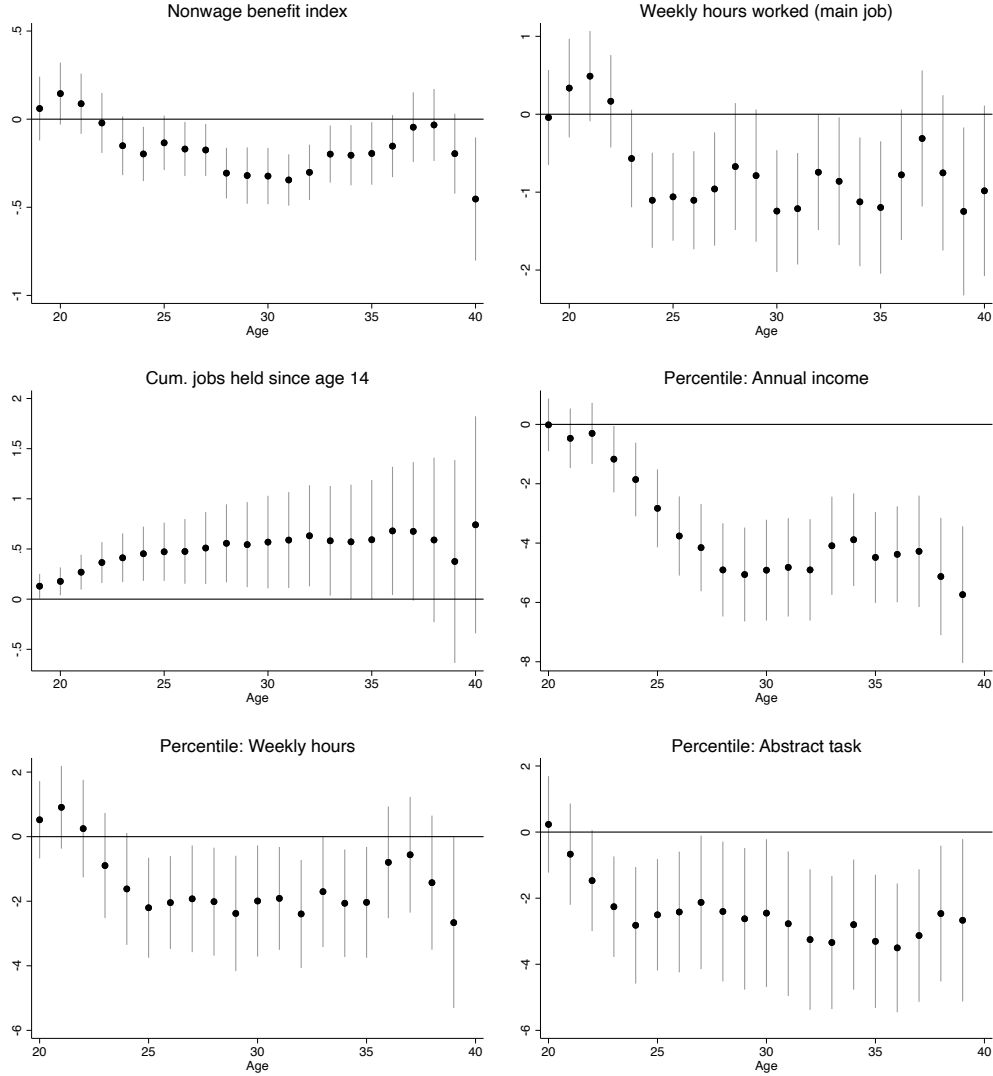 Nonwage benefit index
.5
0
-.5
-1
20 25 30 35 40
Age
Weekly hours worked (main job)
1
0
-1
-2
20 25 30 35 40
Age
Cum. jobs held since age 14
2
1.5
1
.5
0
-.5
20 25 30 35 40
Age
Percentile: Annual income
0
-2
-4
-6
-8
20 25 30 35 40
Age
Percentile: Weekly hours
2
0
-2
-4
-6
20 25 30 35 40
Age
Percentile: Abstract task
2
0
-2
-4
-6
20 25 30 35 40
Age